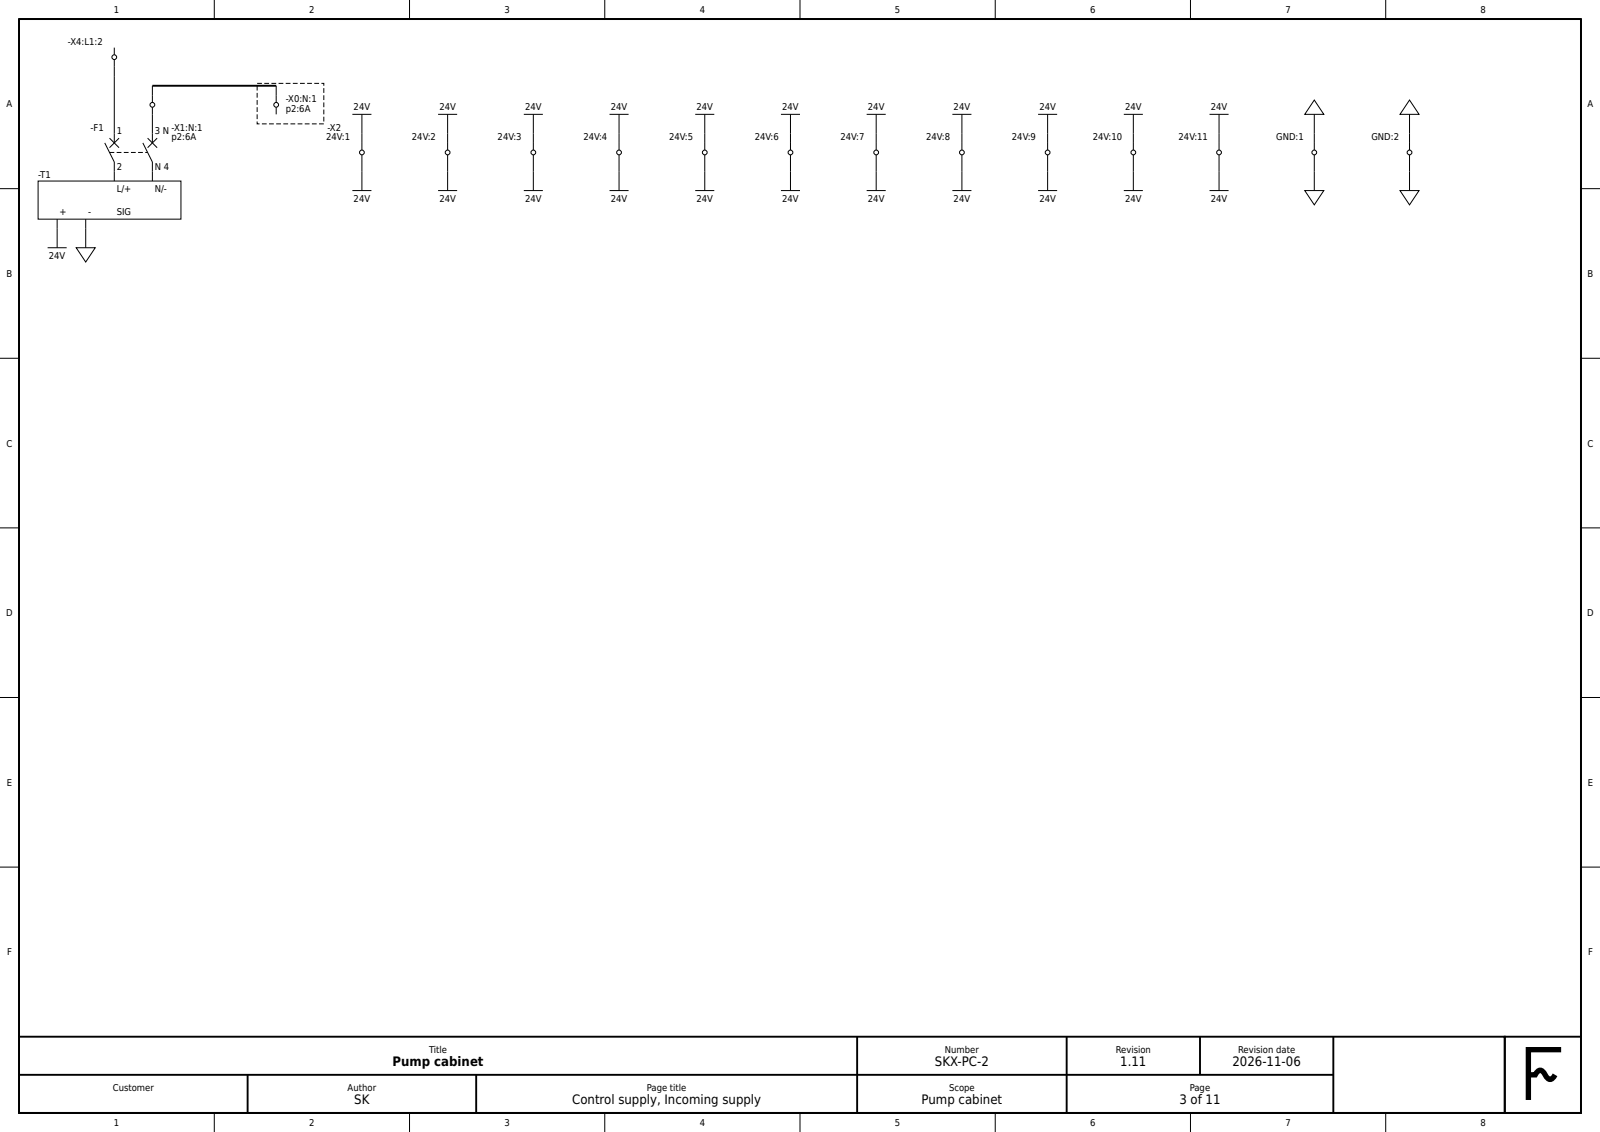 1 2 3 4 5 6 7 8
-X4:L1:2
A A
-X0:N:1
p2:6A
24V 24V 24V 24V 24V 24V 24V 24V 24V 24V 24V
-F1 1 3 N -X1:N:1
p2:6A
-X2
24V:1 24V:2 24V:3 24V:4 24V:5 24V:6 24V:7 24V:8 24V:9 24V:10 24V:11 GND:1 GND:2
2 N 4
-T1
L/+ N/-
24V 24V 24V 24V 24V 24V 24V 24V 24V 24V 24V
+ - SIG
24V
B B
C C
D D
E E
F F
Title
Pump cabinet
Number
SKX-PC-2
Revision
1.11
Revision date
2026-11-06
Customer
Author
SK
Page title
Control supply, Incoming supply
Scope
Pump cabinet
Page
3 of 11
1 2 3 4 5 6 7 8